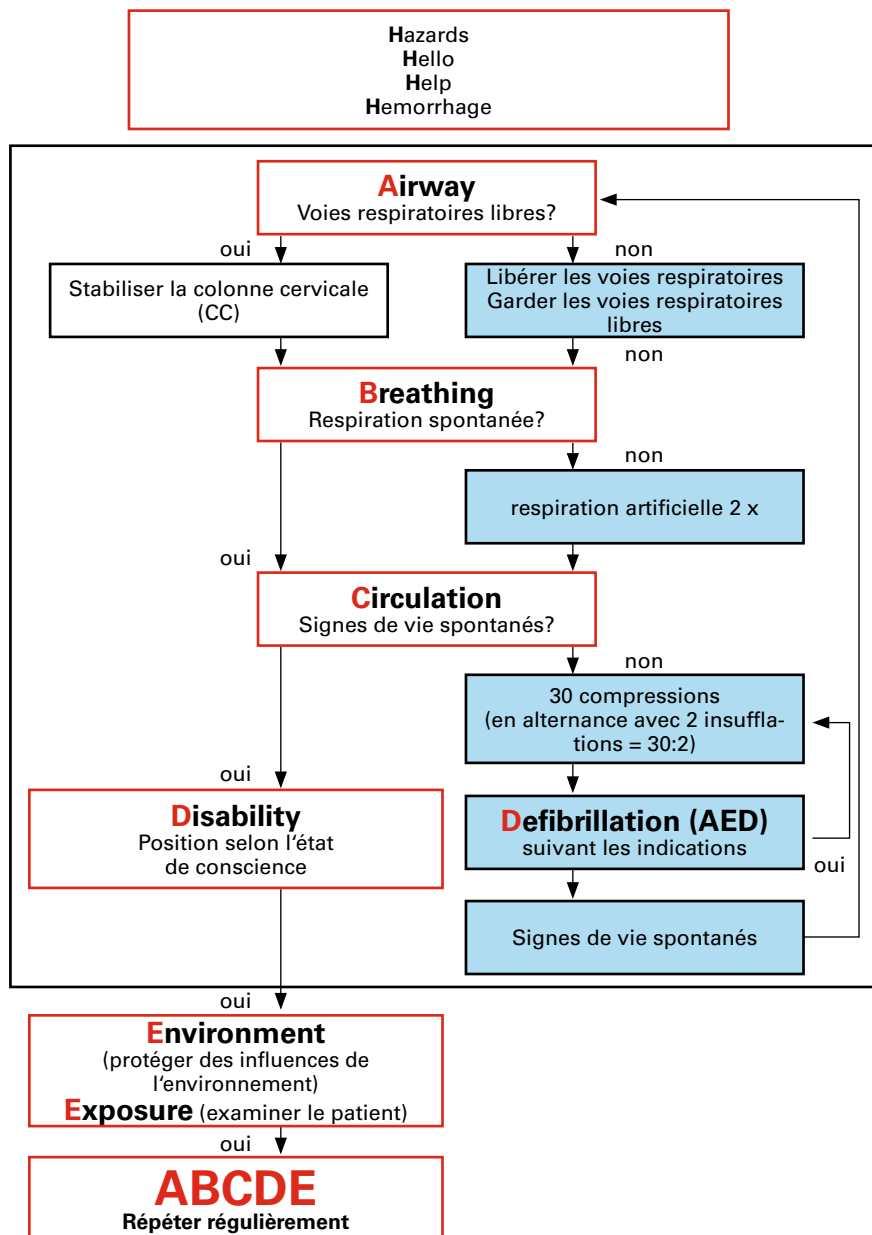 Hazards
Hello
Help
Hemorrhage
Airway
Voies respiratoires libres?
oui
non
Stabiliser la colonne cervicale
(CC)
Libérer les voies respiratoires
Garder les voies respiratoires
libres
non
Breathing
Respiration spontanée?
non
respiration artificielle 2 x
oui
Circulation
Signes de vie spontanés?
non
30 compressions
(en alternance avec 2 insuffla-
tions = 30:2)
oui
Disability
Position selon l‘état
de conscience
Defibrillation (AED)
suivant les indications
oui
Signes de vie spontanés
oui
Environment
(protéger des influences de
l‘environnement)
Exposure (examiner le patient)
oui
ABCDE
Répéter régulièrement